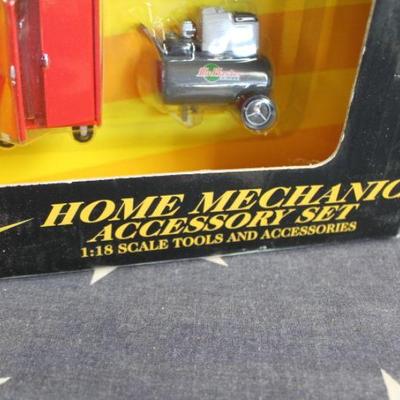 HOME MECHANIC
ACCESSORY SET
1:18 SCALE TOOLS AND ACCESSORIES